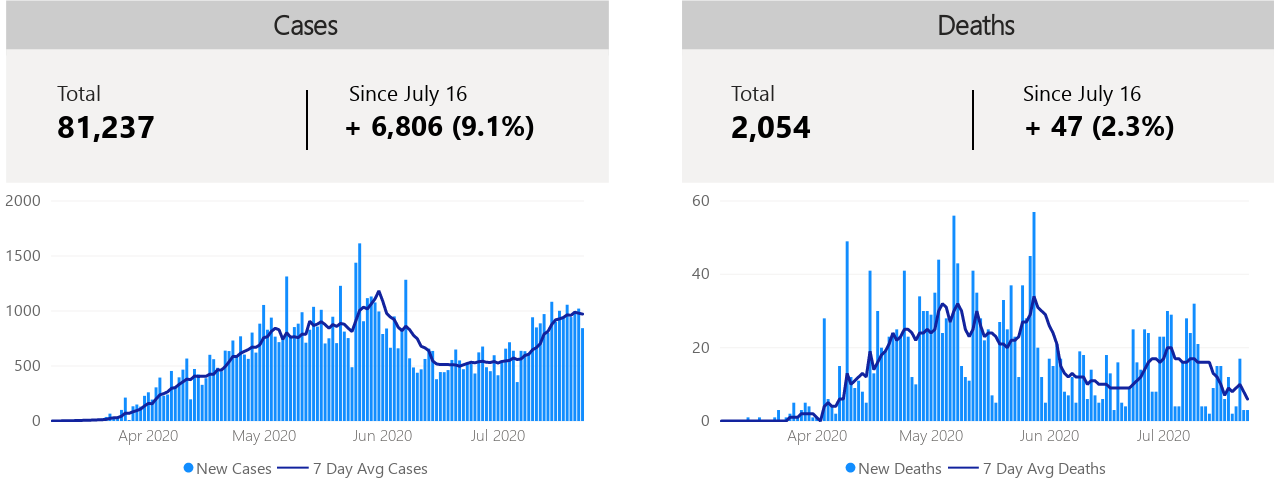 Cases
Total
Since July 16
81,237
+ 6,806 (9.1%)
2000
1500
1000
500
0
Apr 2020
May 2020
Jun 2020
Jul 2020
New Cases
7 Day Avg Cases
Deaths
Total
Since July 16
2,054
+ 47 (2.3%)
60
40
20
0
Apr 2020
May 2020
Jun 2020
Jul 2020
New Deaths
7 Day Avg Deaths